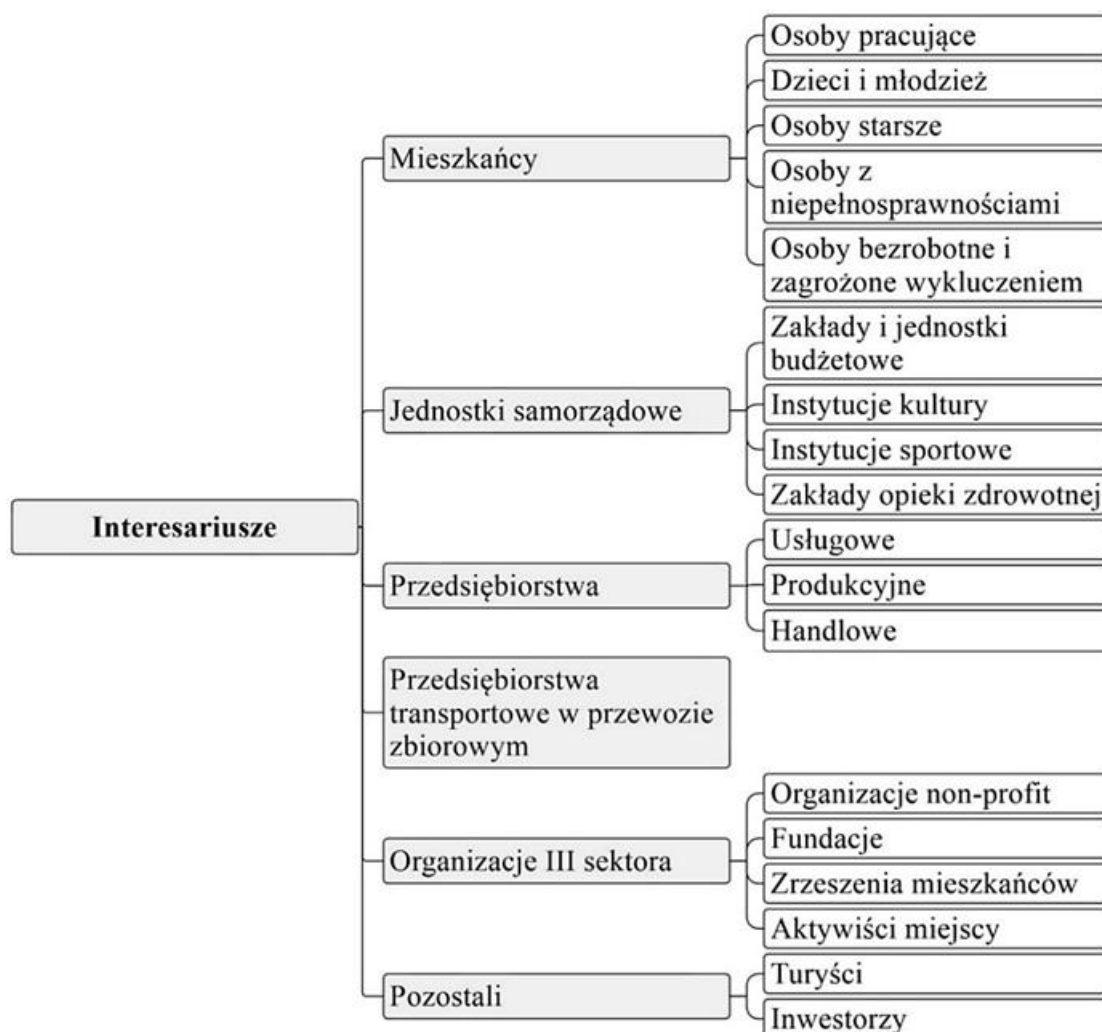 Interesariusze
Mieszkańcy
Osoby pracujące
Dzieci i młodzież
Osoby starsze
Osoby z
niepełnosprawnościami
Osoby bezrobotne i
zagrożone wykluczeniem
Jednostki samorządowe
Zakłady i jednostki
budżetowe
Instytucje kultury
Instytucje sportowe
Zakłady opieki zdrowotnej
Przedsiębiorstwa
Usługowe
Produkcyjne
Handlowe
Przedsiębiorstwa
transportowe w przewozie
zbiorowym
Organizacje III sektora
Organizacje non-profit
Fundacje
Zrzeszenia mieszkańców
Aktywiści miejscy
Pozostali
Turyści
Inwestorzy